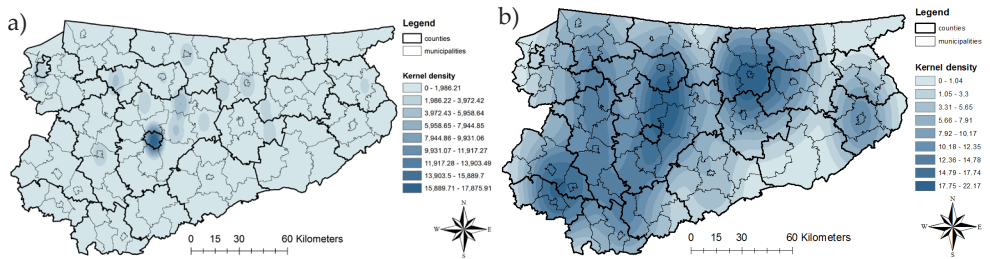 a)
Legend
counties
municipalities
Kernel density
0 - 1,986.21
1,986.22 - 3,972.42
3,972.43 - 5,958.64
5,958.65 - 7,944.85
7,944.86 - 9,931.06
9,931.07 - 11,917.27
11,917.28 - 13,903.49
13,903.5 - 15,889.7
15,889.71 - 17,875.91
N
W E
S
0 15 30 60 Kilometers
b)
Legend
counties
municipalities
Kernel density
0 - 1.04
1.05 - 3.3
3.31 - 5.65
5.66 - 7.91
7.92 - 10.17
10.18 - 12.35
12.36 - 14.78
14.79 - 17.74
17.75 - 22.17
N
W E
S
0 15 30 60 Kilometers